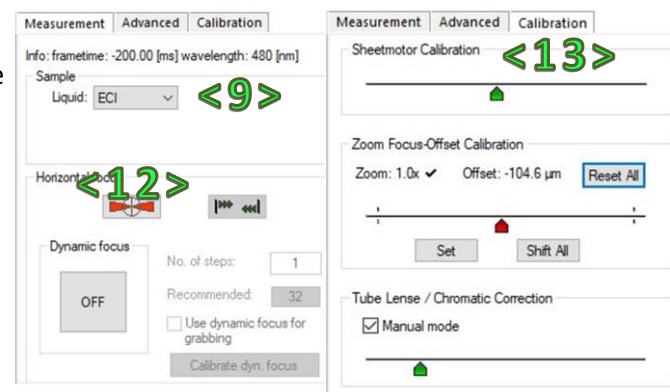 Measurement Advanced Calibration
Info: frametime: -200.00 [ms] wavelength: 480 [nm]
Sample
Liquid: ECI
<9>
Horizontal focu
<12>
Dynamic focus
OFF
No. of steps: 1
Recommended: 32
Use dynamic focus for
grabbing
Calibrate dyn. focus
Measurement Advanced Calibration
Sheetmotor Calibration
<13>
Zoom Focus-Offset Calibration
Zoom: 1.0x ✔ Offset: -104.6 µm Reset All
Set Shift All
Tube Lense / Chromatic Correction
Manual mode